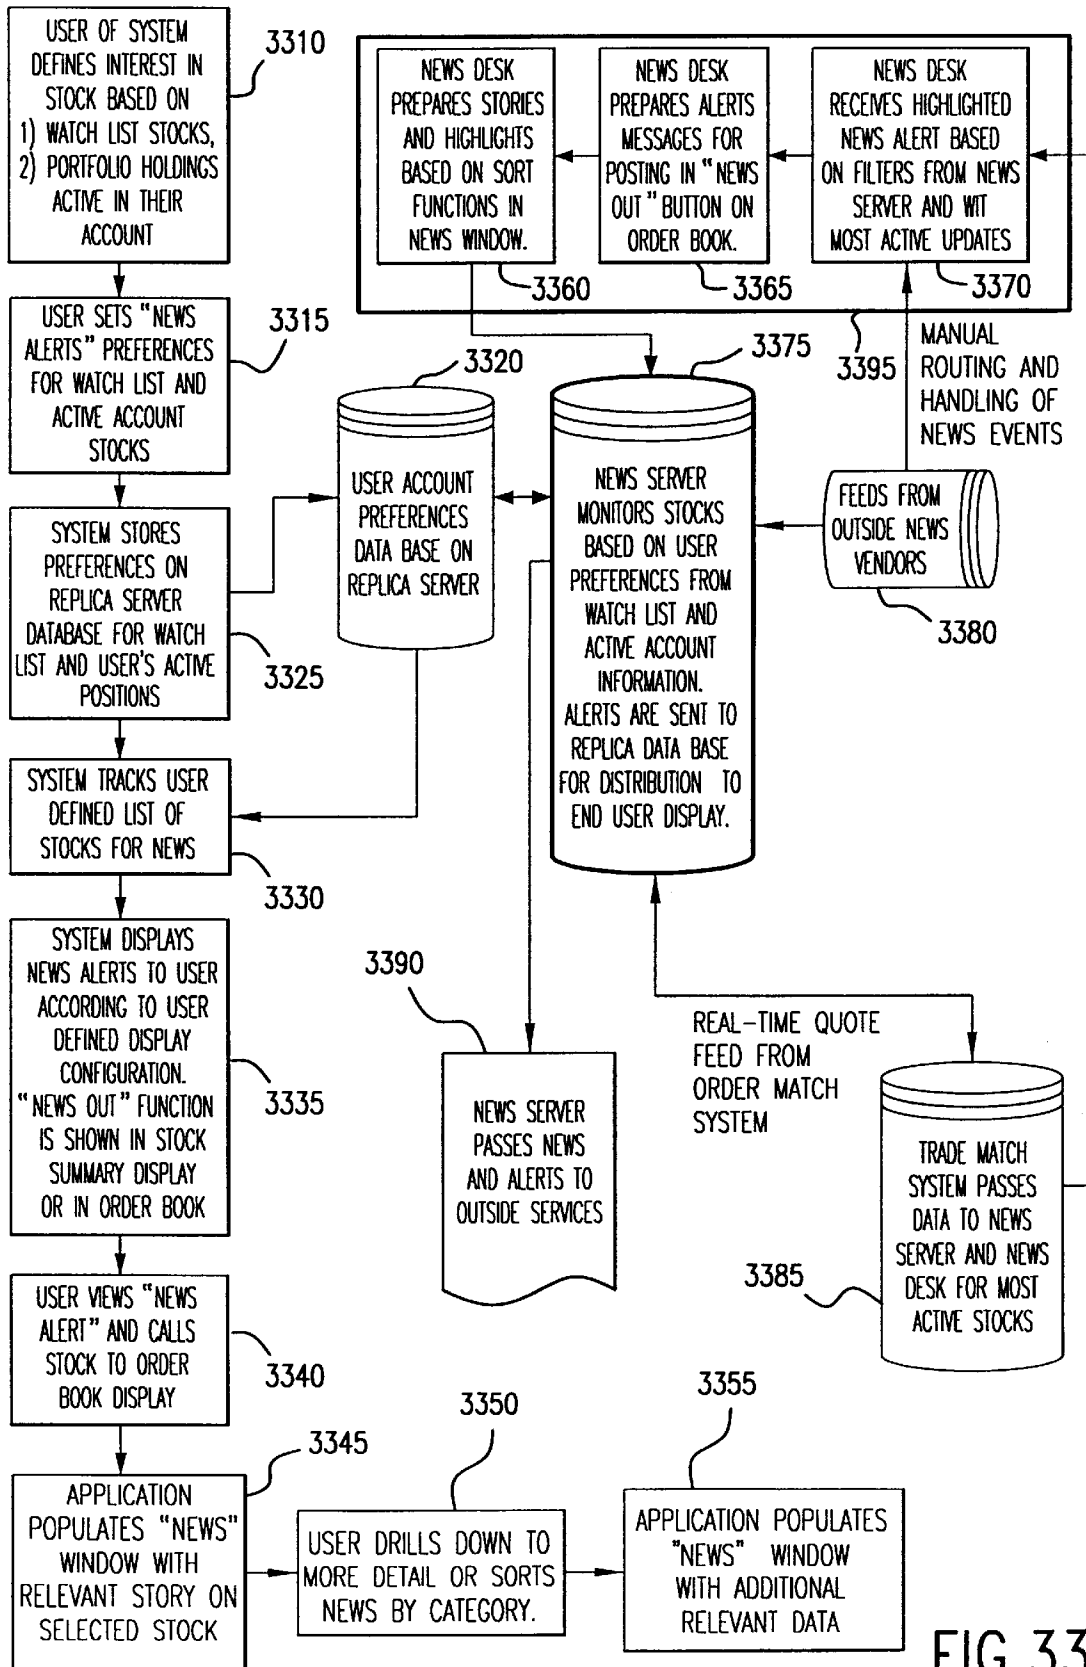 USER OF SYSTEM
DEFINES INTEREST IN
STOCK BASED ON
1) WATCH LIST STOCKS,
2) PORTFOLIO HOLDINGS
ACTIVE IN THEIR
ACCOUNT
3310
USER SETS "NEWS
ALERTS" PREFERENCES
FOR WATCH LIST AND
ACTIVE ACCOUNT
STOCKS
3315
SYSTEM STORES
PREFERENCES ON
REPLICA SERVER
DATABASE FOR WATCH
LIST AND USER'S ACTIVE
POSITIONS
3325
SYSTEM TRACKS USER
DEFINED LIST OF
STOCKS FOR NEWS
3330
SYSTEM DISPLAYS
NEWS ALERTS TO USER
ACCORDING TO USER
DEFINED DISPLAY
CONFIGURATION.
"NEWS OUT" FUNCTION
IS SHOWN IN STOCK
SUMMARY DISPLAY
OR IN ORDER BOOK
3335
USER VIEWS "NEWS
ALERT" AND CALLS
STOCK TO ORDER
BOOK DISPLAY
3340
APPLICATION
POPULATES "NEWS"
WINDOW WITH
RELEVANT STORY ON
SELECTED STOCK
3345
USER DRILLS DOWN TO
MORE DETAIL OR SORTS
NEWS BY CATEGORY.
3350
APPLICATION POPULATES
"NEWS" WINDOW
WITH ADDITIONAL
RELEVANT DATA
3355
NEWS DESK
PREPARES STORIES
AND HIGHLIGHTS
BASED ON SORT
FUNCTIONS IN
NEWS WINDOW.
3360
NEWS DESK
PREPARES ALERTS
MESSAGES FOR
POSTING IN "NEWS
OUT" BUTTON ON
ORDER BOOK.
3365
NEWS DESK
RECEIVES HIGHLIGHTED
NEWS ALERT BASED
ON FILTERS FROM NEWS
SERVER AND WIT
MOST ACTIVE UPDATES
3370
3395
MANUAL
ROUTING AND
HANDLING OF
NEWS EVENTS
3320
USER ACCOUNT
PREFERENCES
DATA BASE ON
REPLICA SERVER
3375
NEWS SERVER
MONITORS STOCKS
BASED ON USER
PREFERENCES FROM
WATCH LIST AND
ACTIVE ACCOUNT
INFORMATION.
ALERTS ARE SENT TO
REPLICA DATA BASE
FOR DISTRIBUTION TO
END USER DISPLAY.
FEEDS FROM
OUTSIDE NEWS
VENDORS
3380
3390
NEWS SERVER
PASSES NEWS
AND ALERTS TO
OUTSIDE SERVICES
REAL-TIME QUOTE
FEED FROM
ORDER MATCH
SYSTEM
TRADE MATCH
SYSTEM PASSES
DATA TO NEWS
SERVER AND NEWS
DESK FOR MOST
ACTIVE STOCKS
3385
FIG.33